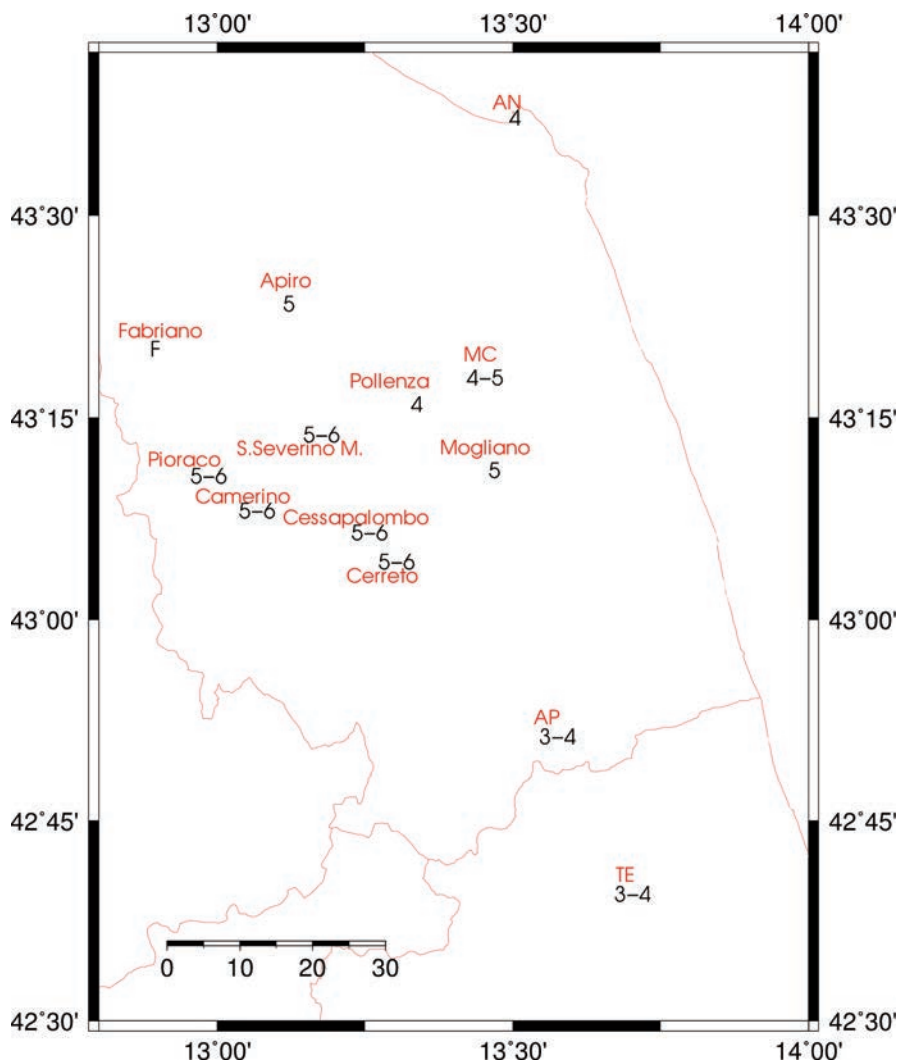 13°00' 13°30' 14°00'
AN
4
43°30' 43°30'
Apiro
5
Fabriano
F
MC
4–5
Pollenza
4
43°15' 43°15'
5–6
S.Severino M.
Mogliano
5
Pioraco
5–6
Camerino
5–6
Cessapalombo
5–6
5–6
Cerreto
43°00' 43°00'
AP
3–4
42°45' 42°45'
TE
3–4
0 10 20 30
42°30' 42°30'
13°00' 13°30' 14°00'